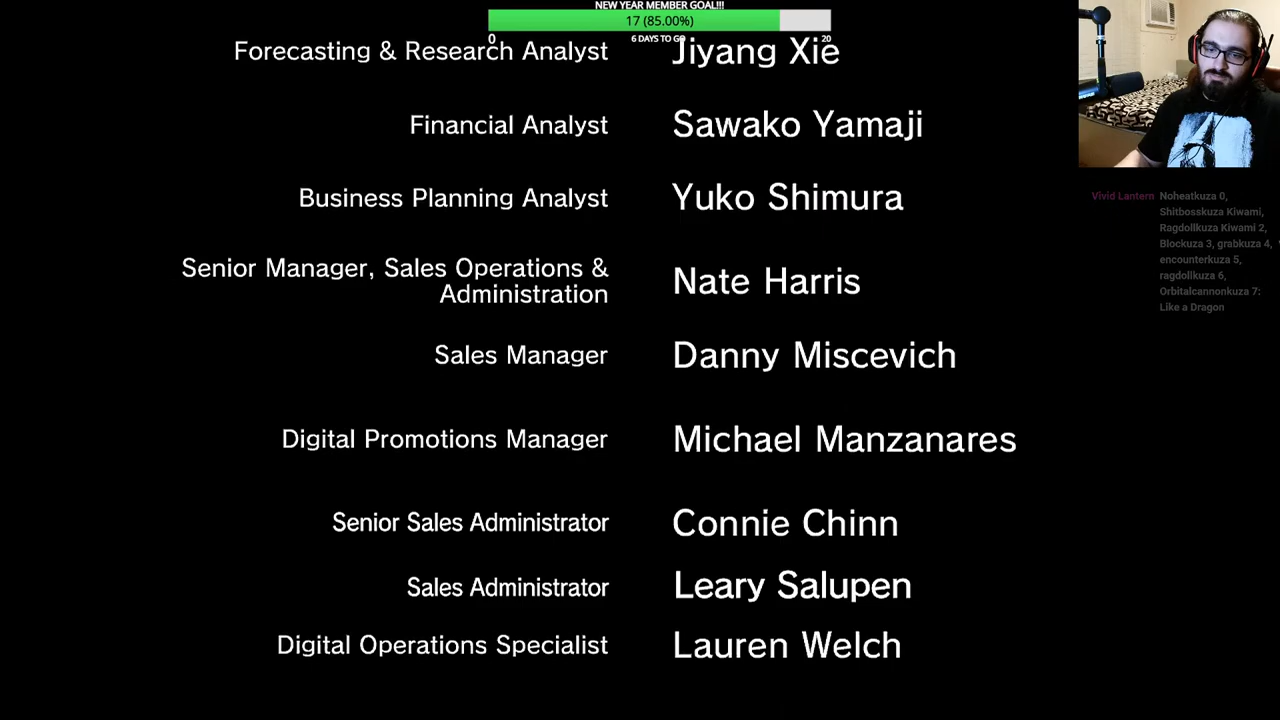 NEW YEAR MEMBER GOAL!!!
17 (85.00%)
0
6 DAYS TO GO
20
Forecasting & Research Analyst Jiyang Xie
Financial Analyst Sawako Yamaji
Business Planning Analyst Yuko Shimura
Senior Manager, Sales Operations &
Administration Nate Harris
Sales Manager Danny Miscevich
Digital Promotions Manager Michael Manzanares
Senior Sales Administrator Connie Chinn
Sales Administrator Leary Salupen
Digital Operations Specialist Lauren Welch
Vivid Lantern Noheatkuza 0,
Shitbosskuza Kiwami,
Ragdollkuza Kiwami 2,
Blockuza 3, grabkuza 4,
encounterkuza 5,
ragdollkuza 6,
Orbitalcannonkuza 7:
Like a Dragon